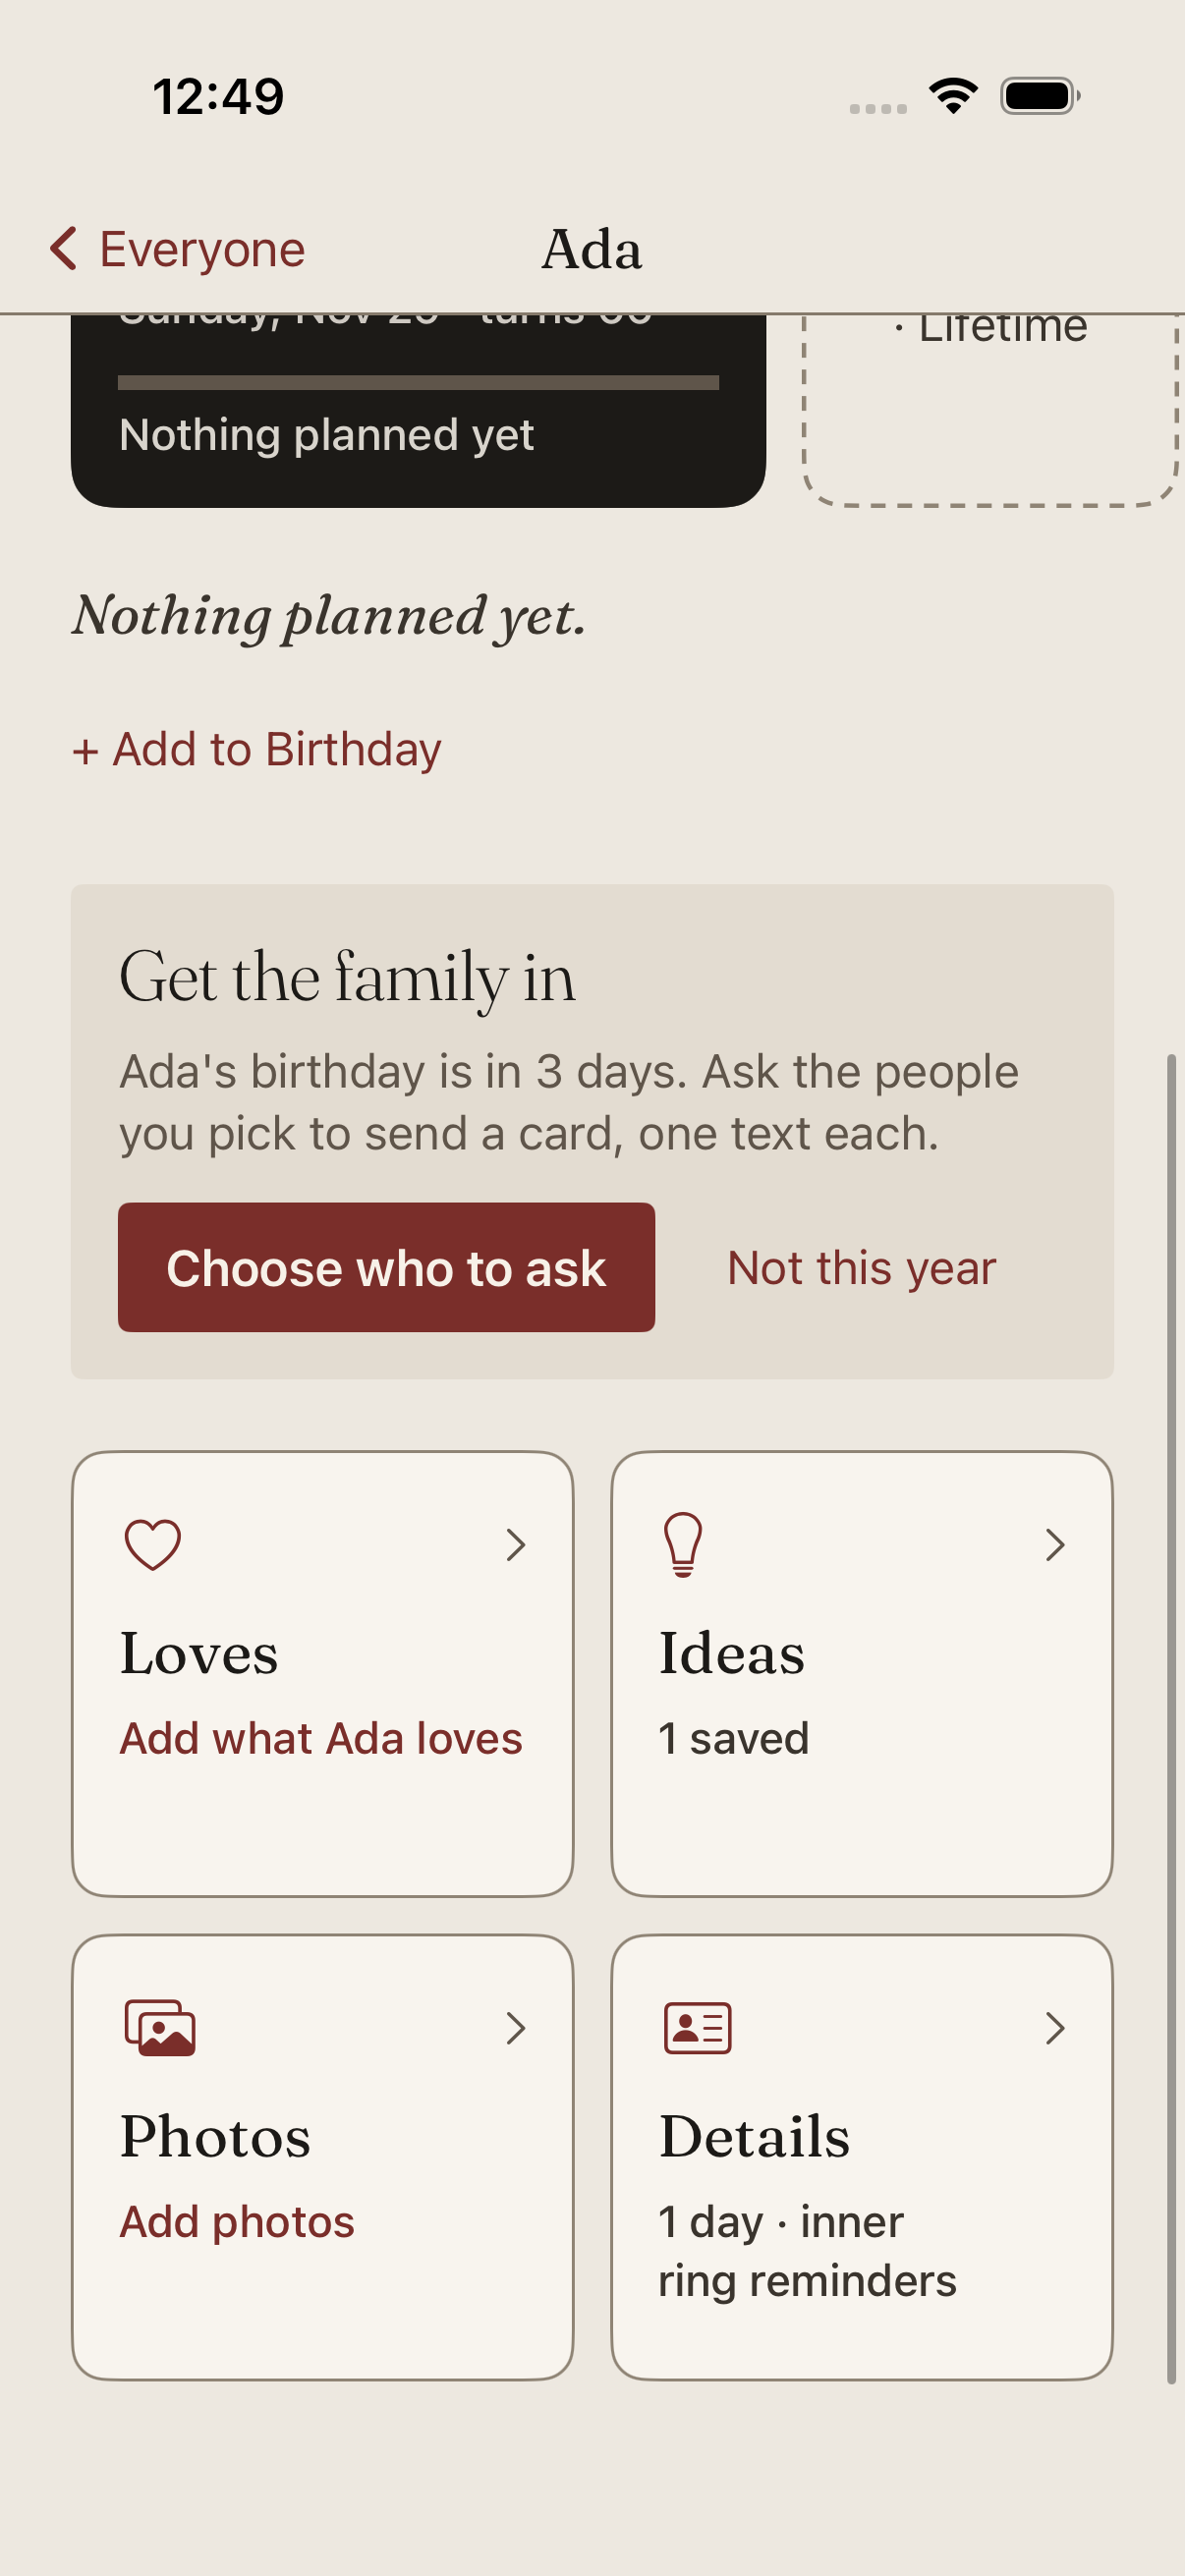 12:49
Everyone
Ada
· Lifetime
Nothing planned yet
Nothing planned yet.
+ Add to Birthday
Get the family in
Ada's birthday is in 3 days. Ask the people
you pick to send a card, one text each.
Choose who to ask
Not this year
Loves
Add what Ada loves
Ideas
1 saved
Photos
Add photos
Details
1 day · inner
ring reminders